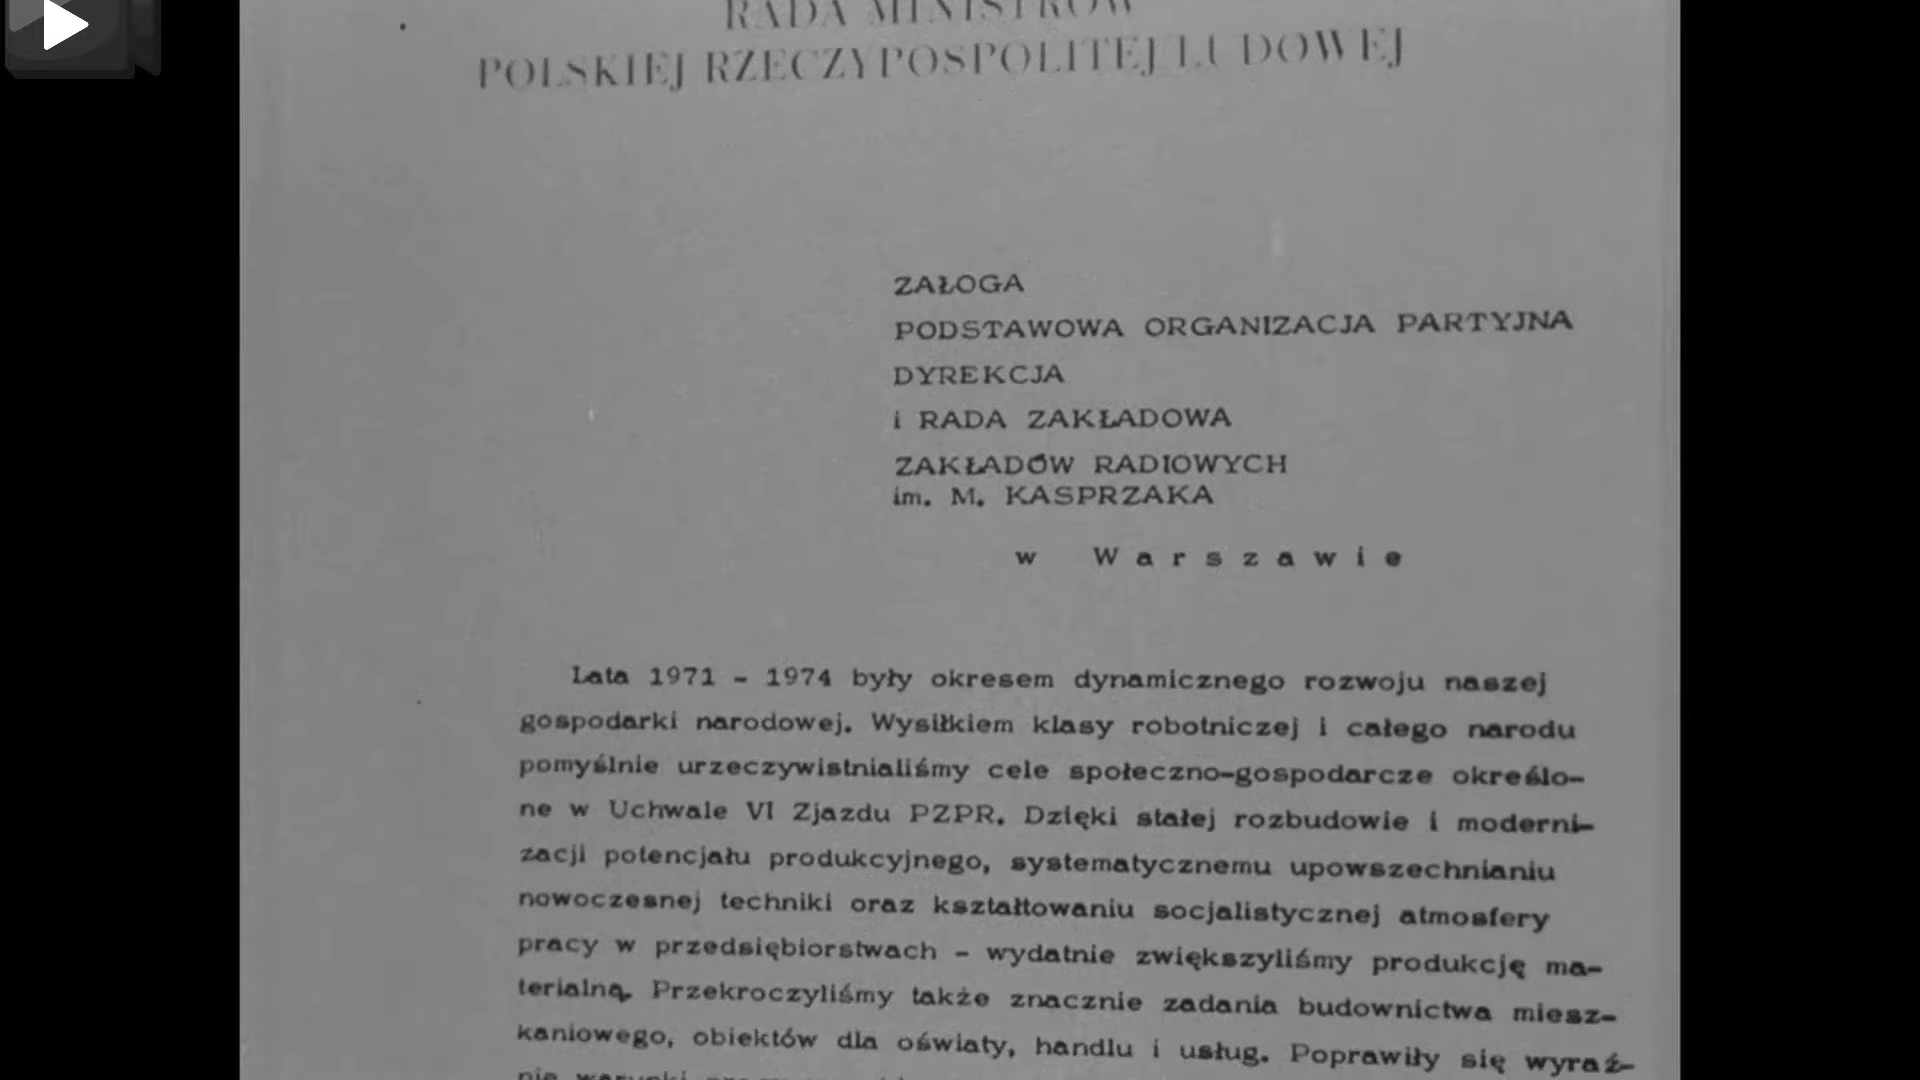 RADA MINISTRÓW
POLSKIEJ RZECZYPOSPOLITEJ LUDOWEJ
ZAŁOGA
PODSTAWOWA ORGANIZACJA PARTYJNA
DYREKCJA
i RADA ZAKŁADOWA
ZAKŁADÓW RADIOWYCH
im. M. KASPRZAKA
w Warszawie
Lata 1971 - 1974 były okresem dynamicznego rozwoju naszej
gospodarki narodowej. Wysiłkiem klasy robotniczej i całego narodu
pomyślnie urzeczywistnialiśmy cele społeczno-gospodarcze określo-
ne w Uchwale VI Zjazdu PZPR. Dzięki stałej rozbudowie i moderni-
zacji potencjału produkcyjnego, systematycznemu upowszechnianiu
nowoczesnej techniki oraz kształtowaniu socjalistycznej atmosfery
pracy w przedsiębiorstwach - wydatnie zwiększyliśmy produkcję ma-
terialną. Przekroczyliśmy także znacznie zadania budownictwa miesz-
kaniowego, obiektów dla oświaty, handlu i usług. Poprawiły się wyraź-
nie warunki